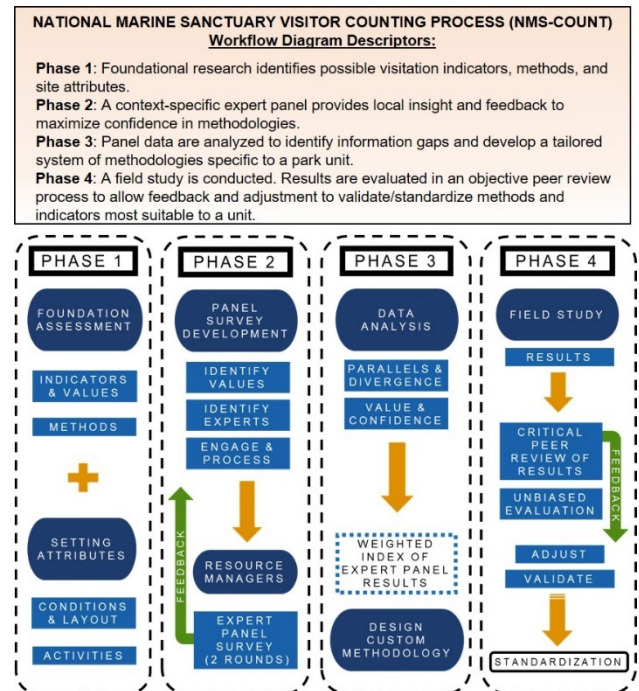 NATIONAL MARINE SANCTUARY VISITOR COUNTING PROCESS (NMS-COUNT)
Workflow Diagram Descriptors:
Phase 1: Foundational research identifies possible visitation indicators, methods, and
site attributes.
Phase 2: A context-specific expert panel provides local insight and feedback to
maximize confidence in methodologies.
Phase 3: Panel data are analyzed to identify information gaps and develop a tailored
system of methodologies specific to a park unit.
Phase 4: A field study is conducted. Results are evaluated in an objective peer review
process to allow feedback and adjustment to validate/standardize methods and
indicators most suitable to a unit.
PHASE 1
FOUNDATION
ASSESSMENT
INDICATORS
& VALUES
METHODS
+
SETTING
ATTRIBUTES
CONDITIONS
& LAYOUT
ACTIVITIES
PHASE 2
PANEL
SURVEY
DEVELOPMENT
IDENTIFY
VALUES
IDENTIFY
EXPERTS
ENGAGE &
PROCESS
FEEDBACK
RESOURCE
MANAGERS
EXPERT
PANEL
SURVEY
(2 ROUNDS)
PHASE 3
DATA
ANALYSIS
PARALLELS &
DIVERGENCE
VALUE &
CONFIDENCE
WEIGHTED
INDEX OF
EXPERT PANEL
RESULTS
DESIGN
CUSTOM
METHODOLOGY
PHASE 4
FIELD STUDY
RESULTS
CRITICAL
PEER
REVIEW OF
RESULTS
UNBIASED
EVALUATION
FEEDBACK
ADJUST
VALIDATE
STANDARDIZATION